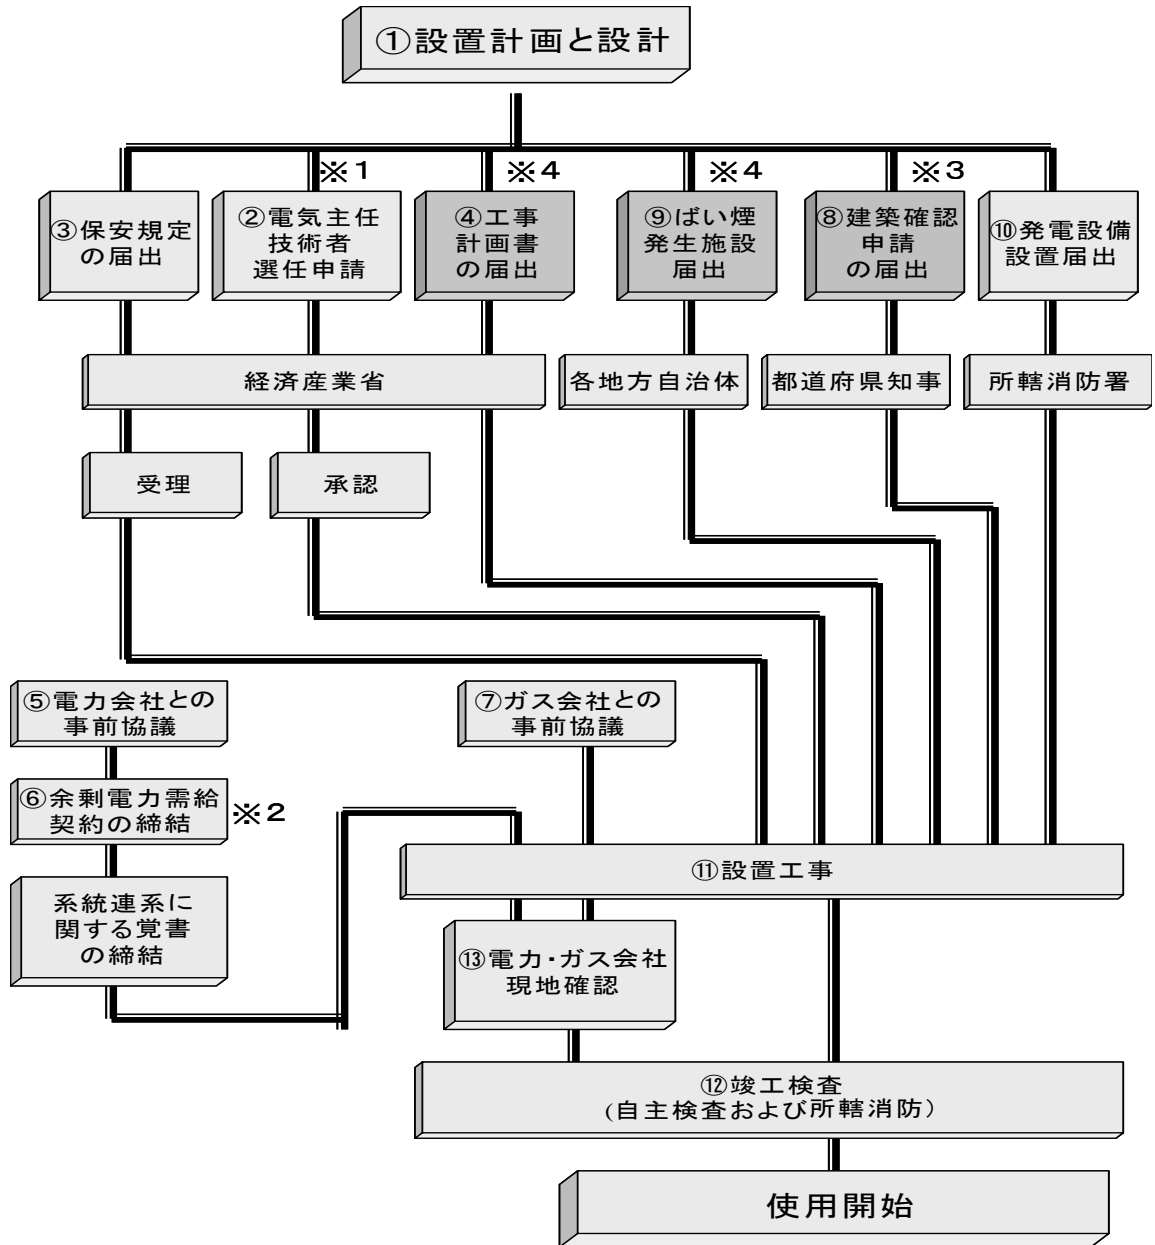 ①設置計画と設計
※1
※4
※4
※3
③保安規定
の届出
②電気主任
技術者
選任申請
④工事
計画書
の届出
⑨ばい煙
発生施設
届出
⑧建築確認
申請
の届出
⑩発電設備
設置届出
経済産業省
各地方自治体
都道府県知事
所轄消防署
受理
承認
⑤電力会社との
事前協議
⑦ガス会社との
事前協議
⑥余剰電力需給
契約の締結
※2
系統連系に
関する覚書
の締結
⑪設置工事
⑬電力・ガス会社
現地確認
⑫竣工検査
(自主検査および所轄消防)
使用開始